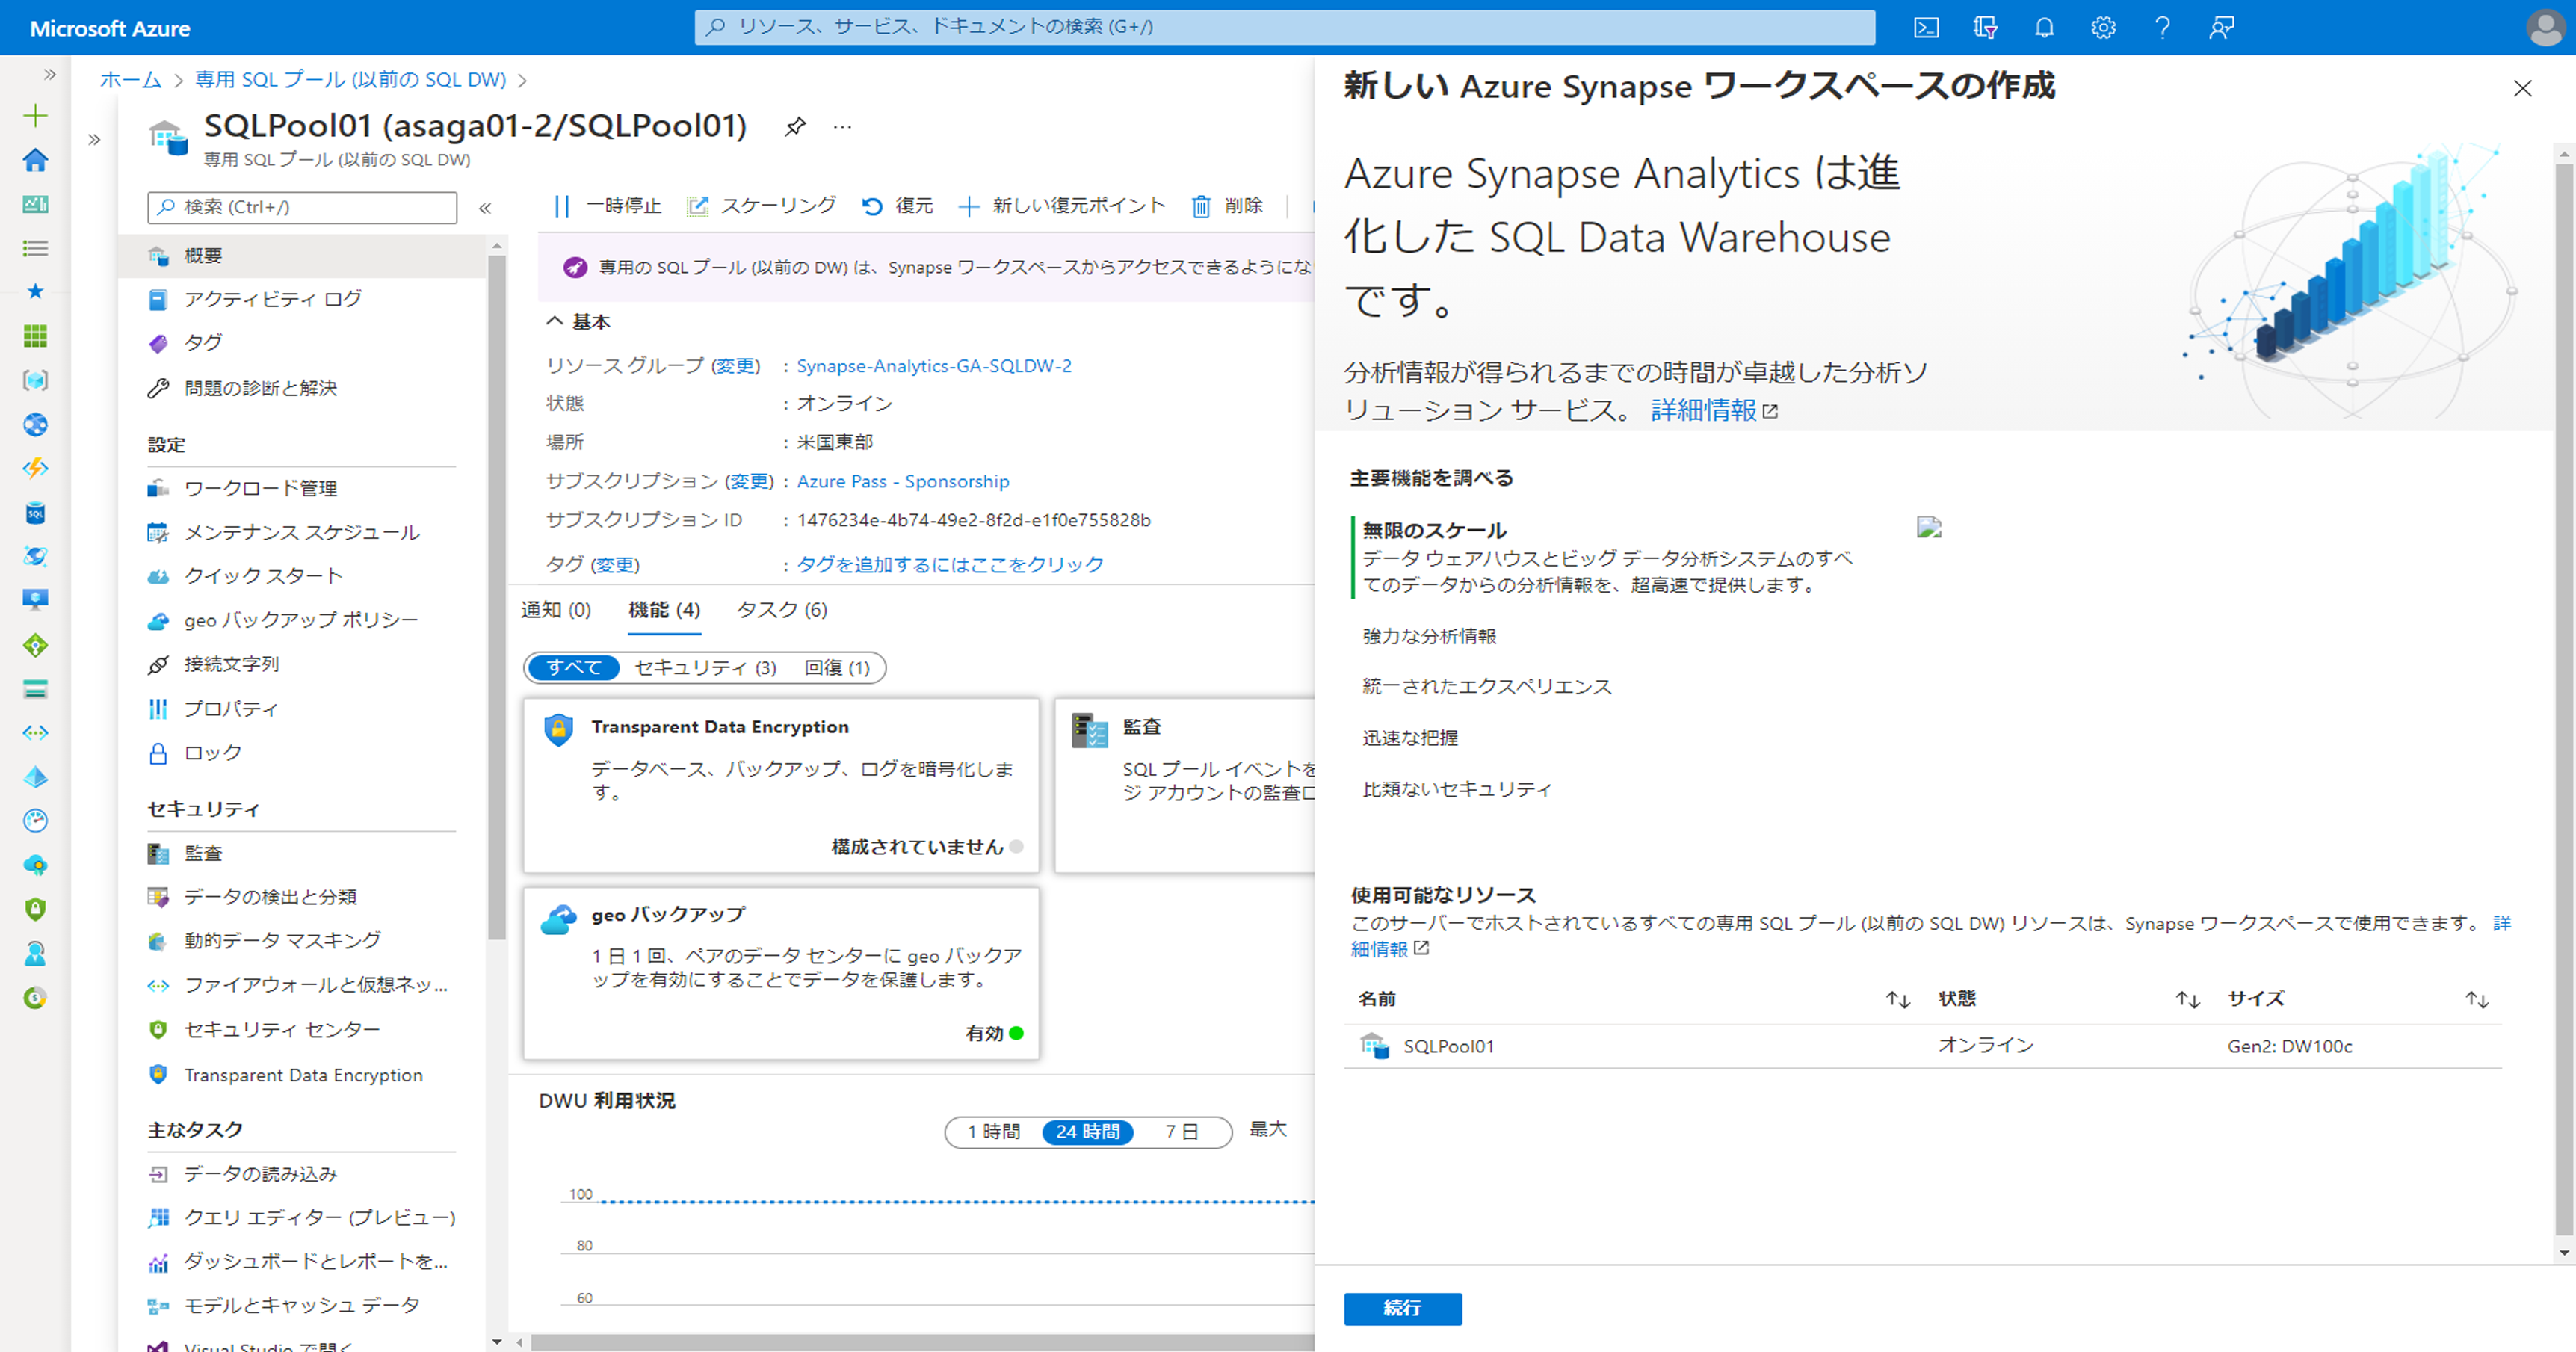 Microsoft Azure
リソース、サービス、ドキュメントの検索 (G+/)
ホーム > 専用 SQL プール (以前の SQL DW) >
SQLPool01 (asaga01-2/SQLPool01)
専用 SQL プール (以前の SQL DW)
検索 (Ctrl+/)
概要
アクティビティ ログ
タグ
問題の診断と解決
設定
ワークロード管理
メンテナンス スケジュール
クイック スタート
geo バックアップ ポリシー
接続文字列
プロパティ
ロック
セキュリティ
監査
データの検出と分類
動的データ マスキング
ファイアウォールと仮想ネッ...
セキュリティ センター
Transparent Data Encryption
主なタスク
データの読み込み
クエリ エディター (プレビュー)
ダッシュボードとレポートを...
モデルとキャッシュ データ
Visual Studio で開く
一時停止 スケーリング 復元 新しい復元ポイント 削除
専用の SQL プール (以前の DW) は、Synapse ワークスペースからアクセスできるようにな
基本
リソース グループ (変更) : Synapse-Analytics-GA-SQLDW-2
状態 : オンライン
場所 : 米国東部
サブスクリプション (変更) : Azure Pass - Sponsorship
サブスクリプション ID : 1476234e-4b74-49e2-8f2d-e1f0e755828b
タグ (変更) : タグを追加するにはここをクリック
通知 (0) 機能 (4) タスク (6)
すべて セキュリティ (3) 回復 (1)
Transparent Data Encryption
データベース、バックアップ、ログを暗号化しま
す。
構成されていません
監査
SQL プール イベントを
ジ アカウントの監査ロ
geo バックアップ
1 日 1 回、ペアのデータ センターに geo バックア
ップを有効にすることでデータを保護します。
有効
DWU 利用状況
1 時間 24 時間 7 日 最大
100
80
60
新しい Azure Synapse ワークスペースの作成
Azure Synapse Analytics は進
化した SQL Data Warehouse
です。
分析情報が得られるまでの時間が卓越した分析ソ
リューション サービス。 詳細情報
主要機能を調べる
無限のスケール
データ ウェアハウスとビッグ データ分析システムのすべ
てのデータからの分析情報を、超高速で提供します。
強力な分析情報
統一されたエクスペリエンス
迅速な把握
比類ないセキュリティ
使用可能なリソース
このサーバーでホストされているすべての専用 SQL プール (以前の SQL DW) リソースは、Synapse ワークスペースで使用できます。 詳
細情報
名前 状態 サイズ
SQLPool01 オンライン Gen2: DW100c
続行